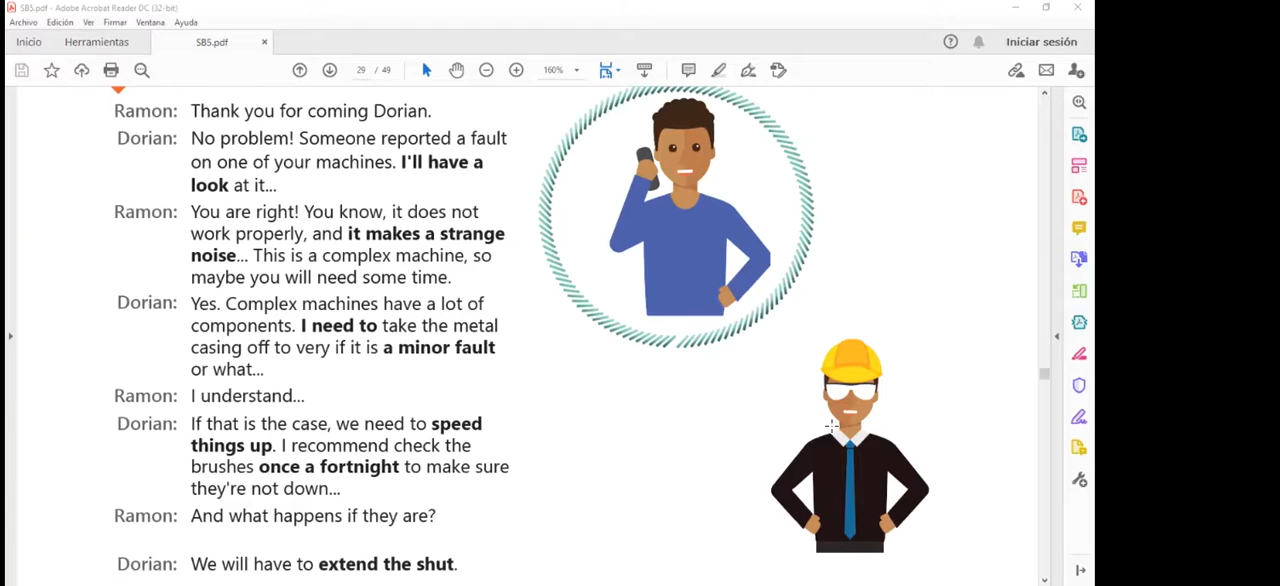 SB5.pdf - Adobe Acrobat Reader DC (32-bit)
Archivo Edición Ver Firmar Ventana Ayuda
Inicio Herramientas SB5.pdf × Iniciar sesión
29 / 49 160%
Ramon: Thank you for coming Dorian.
Dorian: No problem! Someone reported a fault
on one of your machines. I'll have a
look at it...
Ramon: You are right! You know, it does not
work properly, and it makes a strange
noise... This is a complex machine, so
maybe you will need some time.
Dorian: Yes. Complex machines have a lot of
components. I need to take the metal
casing off to very if it is a minor fault
or what...
Ramon: I understand...
Dorian: If that is the case, we need to speed
things up. I recommend check the
brushes once a fortnight to make sure
they're not down...
Ramon: And what happens if they are?
Dorian: We will have to extend the shut.